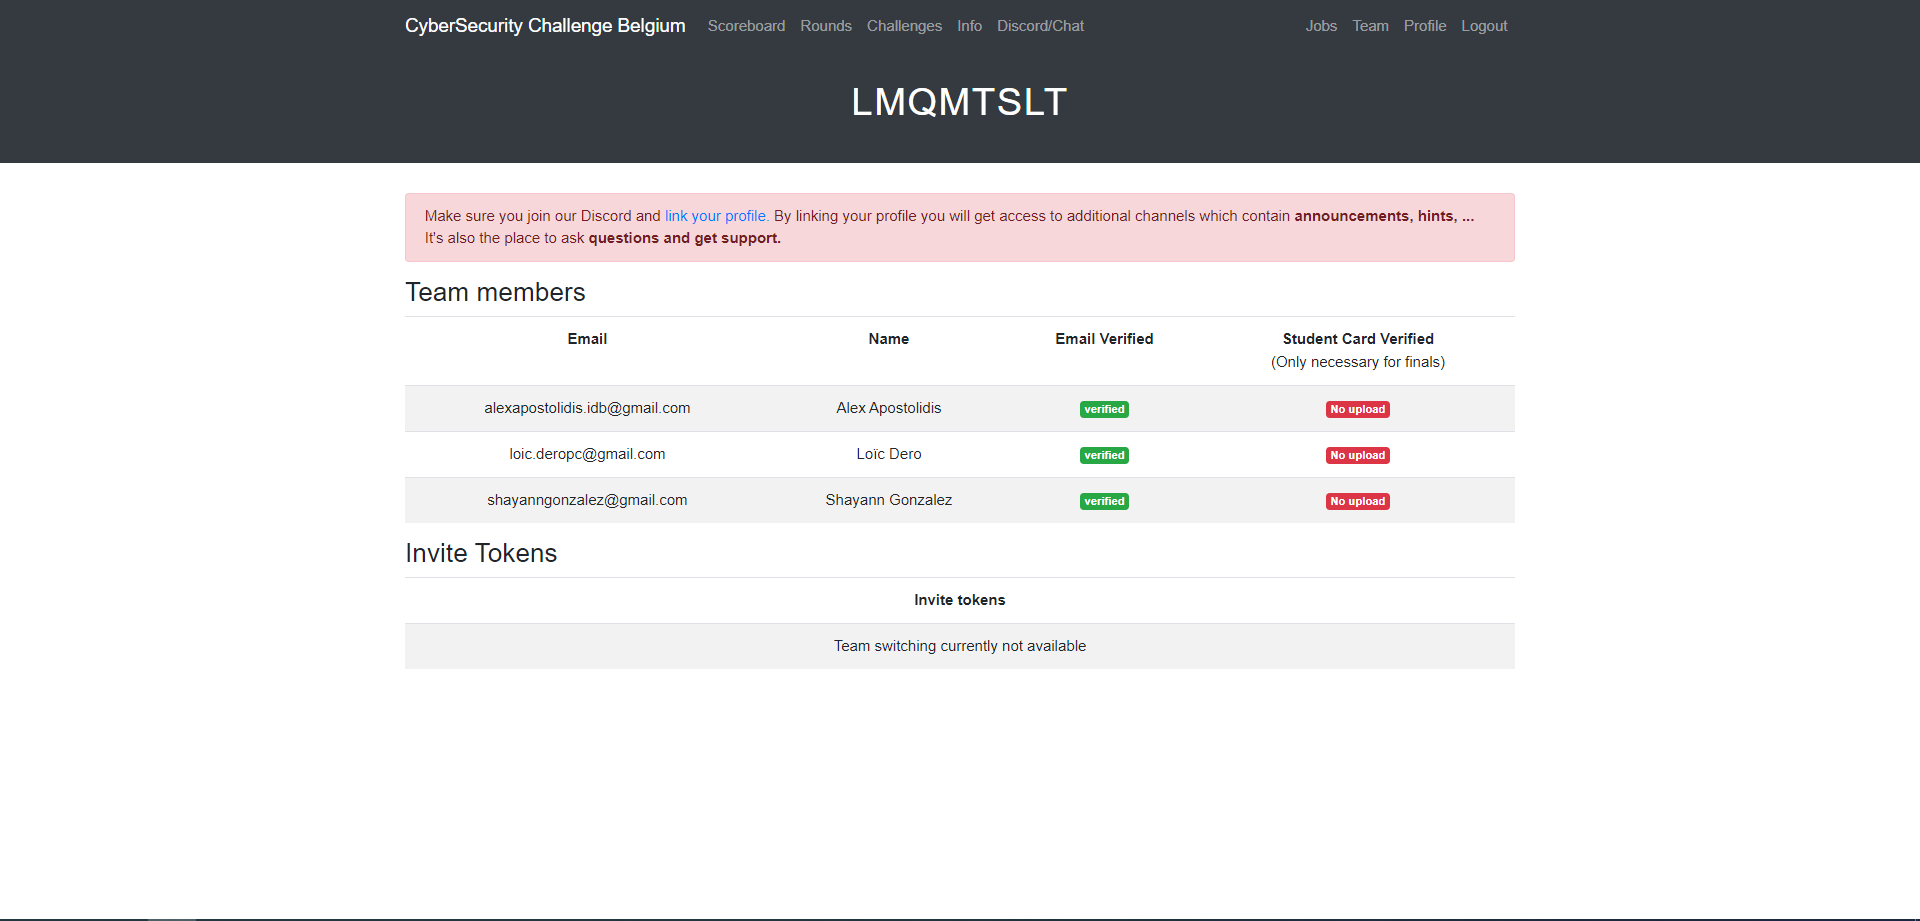 CyberSecurity Challenge Belgium Scoreboard Rounds Challenges Info Discord/Chat Jobs Team Profile Logout
LMQMTSLT
Make sure you join our Discord and link your profile. By linking your profile you will get access to additional channels which contain announcements, hints, ...
It's also the place to ask questions and get support.
Team members
Email Name Email Verified Student Card Verified
(Only necessary for finals)
alexapostolidis.idb@gmail.com Alex Apostolidis verified No upload
loic.deropc@gmail.com Loïc Dero verified No upload
shayanngonzalez@gmail.com Shayann Gonzalez verified No upload
Invite Tokens
Invite tokens
Team switching currently not available